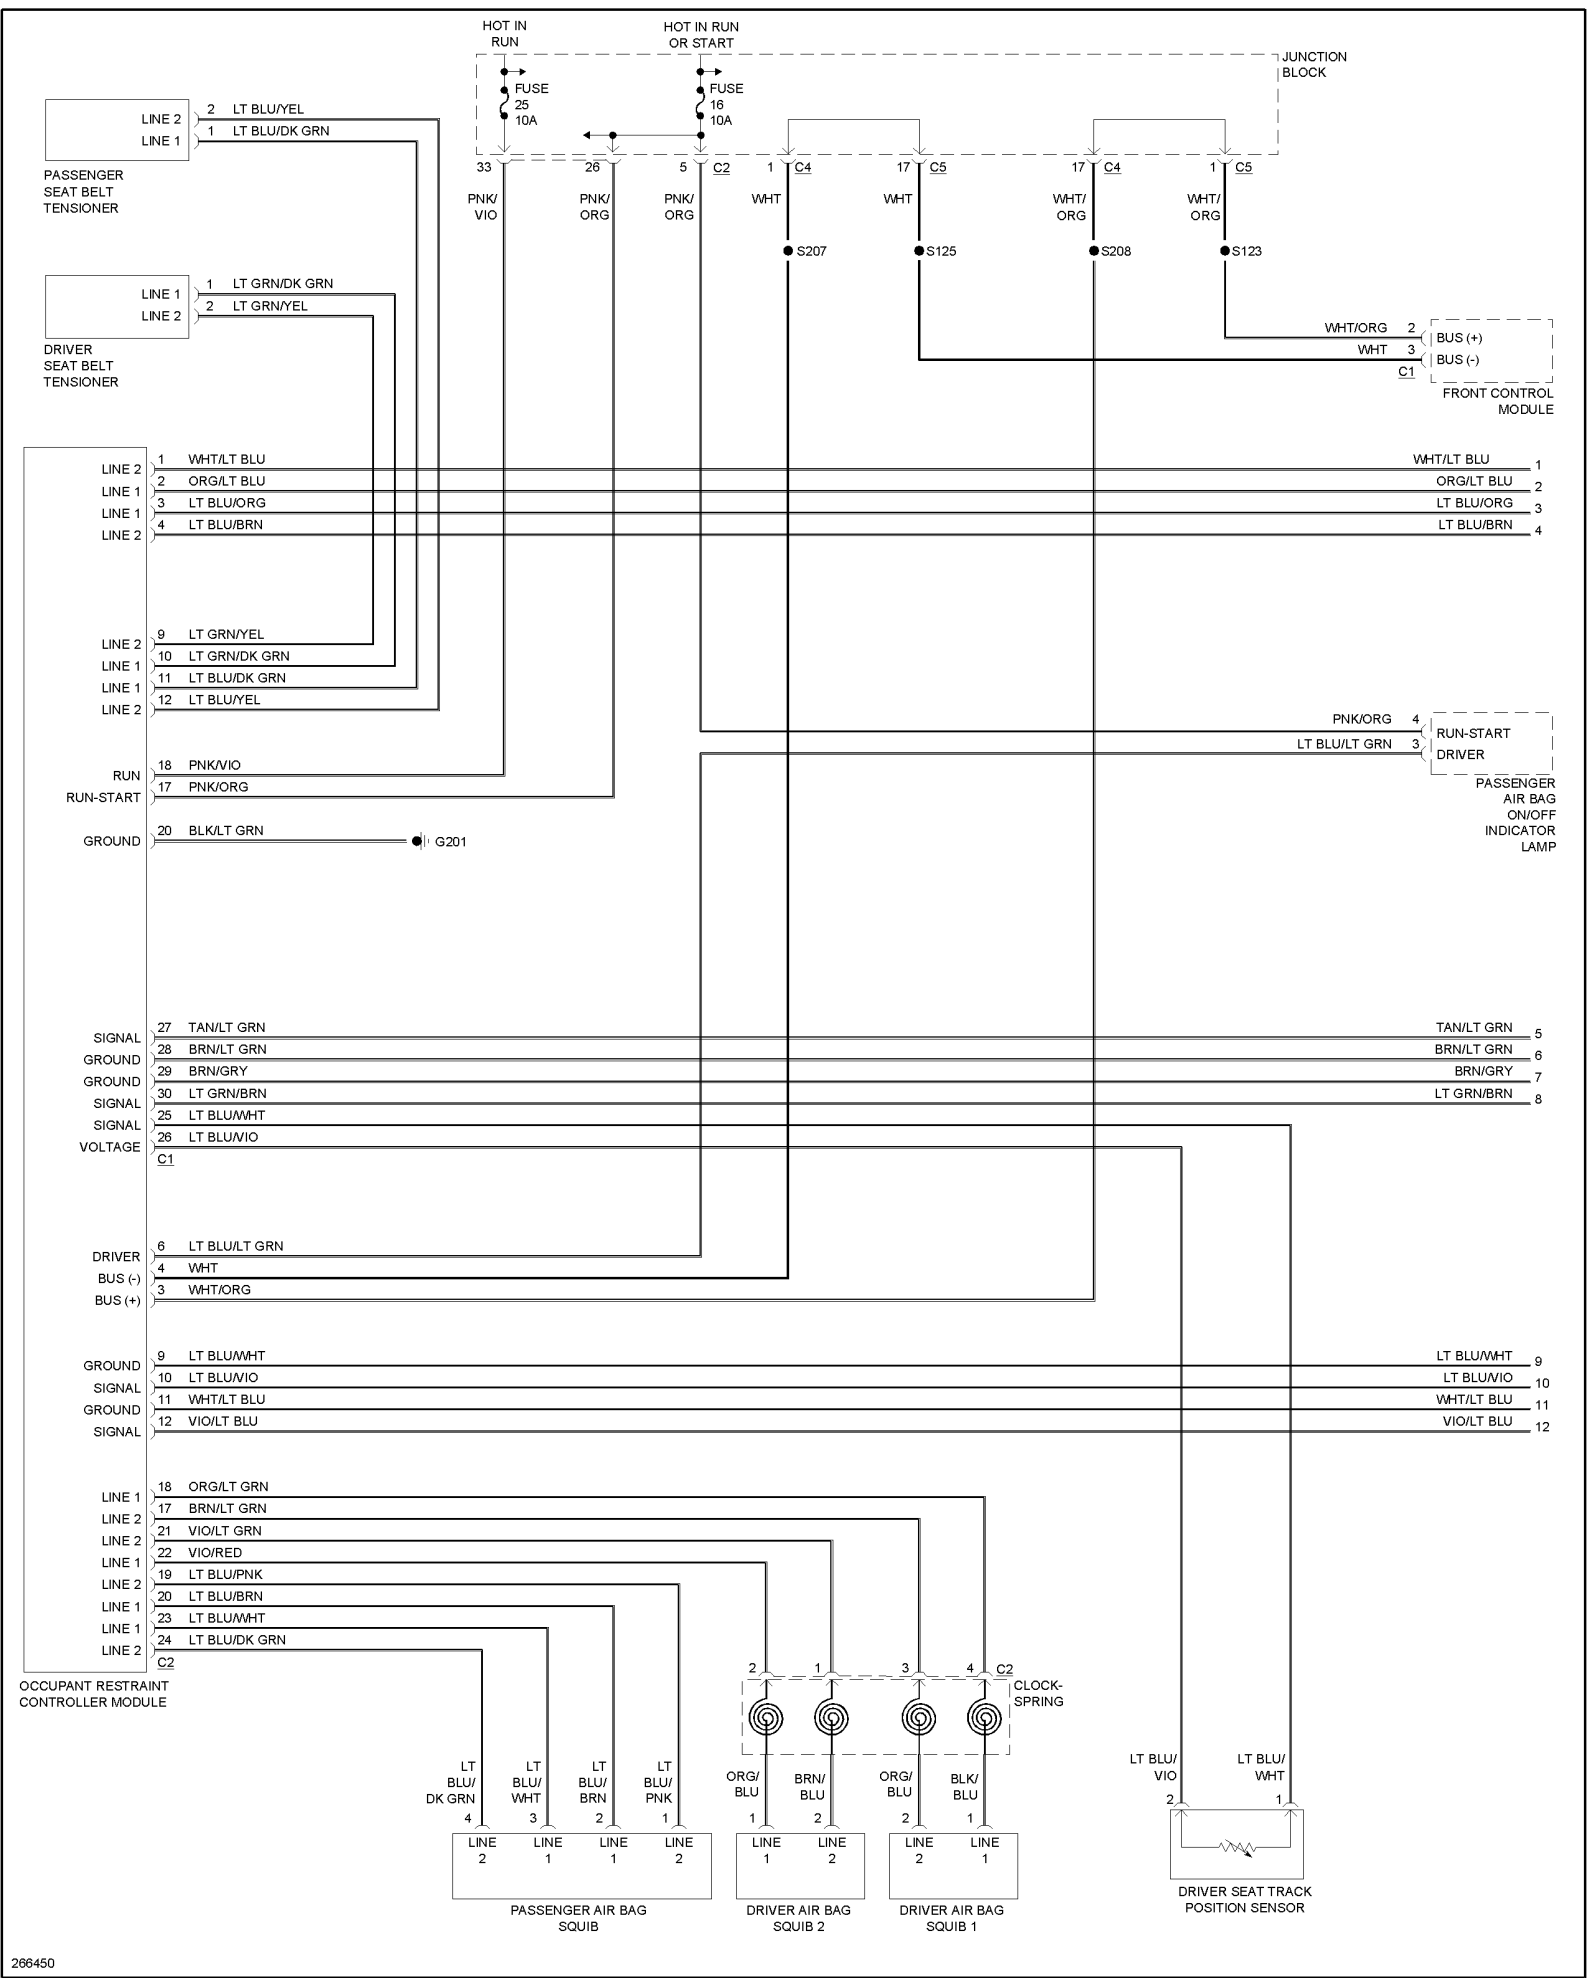 HOT IN
RUN
HOT IN RUN
OR START
JUNCTION
BLOCK
FUSE
25
10A
FUSE
16
10A
33
26
5
C2
1
C4
17
C5
17
C4
1
C5
PNK/
VIO
PNK/
ORG
PNK/
ORG
WHT
WHT
WHT/
ORG
WHT/
ORG
S207
S125
S208
S123
LINE 2
2
LT BLU/YEL
LINE 1
1
LT BLU/DK GRN
PASSENGER
SEAT BELT
TENSIONER
LINE 1
1
LT GRN/DK GRN
LINE 2
2
LT GRN/YEL
DRIVER
SEAT BELT
TENSIONER
WHT/ORG
2
BUS (+)
WHT
3
BUS (-)
C1
FRONT CONTROL
MODULE
LINE 2
1
WHT/LT BLU
WHT/LT BLU
1
LINE 1
2
ORG/LT BLU
ORG/LT BLU
2
LINE 1
3
LT BLU/ORG
LT BLU/ORG
3
LINE 2
4
LT BLU/BRN
LT BLU/BRN
4
LINE 2
9
LT GRN/YEL
LINE 1
10
LT GRN/DK GRN
LINE 1
11
LT BLU/DK GRN
LINE 2
12
LT BLU/YEL
PNK/ORG
4
RUN-START
LT BLU/LT GRN
3
DRIVER
PASSENGER
AIR BAG
ON/OFF
INDICATOR
LAMP
RUN
18
PNK/VIO
RUN-START
17
PNK/ORG
GROUND
20
BLK/LT GRN
G201
SIGNAL
27
TAN/LT GRN
TAN/LT GRN
5
GROUND
28
BRN/LT GRN
BRN/LT GRN
6
GROUND
29
BRN/GRY
BRN/GRY
7
SIGNAL
30
LT GRN/BRN
LT GRN/BRN
8
SIGNAL
25
LT BLU/WHT
VOLTAGE
26
LT BLU/VIO
C1
DRIVER
6
LT BLU/LT GRN
BUS (-)
4
WHT
BUS (+)
3
WHT/ORG
GROUND
9
LT BLU/WHT
LT BLU/WHT
9
SIGNAL
10
LT BLU/VIO
LT BLU/VIO
10
GROUND
11
WHT/LT BLU
WHT/LT BLU
11
SIGNAL
12
VIO/LT BLU
VIO/LT BLU
12
LINE 1
18
ORG/LT GRN
LINE 2
17
BRN/LT GRN
LINE 2
21
VIO/LT GRN
LINE 1
22
VIO/RED
LINE 2
19
LT BLU/PNK
LINE 1
20
LT BLU/BRN
LINE 1
23
LT BLU/WHT
LINE 2
24
LT BLU/DK GRN
C2
OCCUPANT RESTRAINT
CONTROLLER MODULE
2
1
3
4
C2
CLOCK-
SPRING
LT
BLU/
DK GRN
LT
BLU/
WHT
LT
BLU/
BRN
LT
BLU/
PNK
ORG/
BLU
BRN/
BLU
ORG/
BLU
BLK/
BLU
LT BLU/
VIO
LT BLU/
WHT
4
3
2
1
1
2
2
1
2
1
LINE
2
LINE
1
LINE
1
LINE
2
LINE
1
LINE
2
LINE
2
LINE
1
PASSENGER AIR BAG
SQUIB
DRIVER AIR BAG
SQUIB 2
DRIVER AIR BAG
SQUIB 1
DRIVER SEAT TRACK
POSITION SENSOR
266450